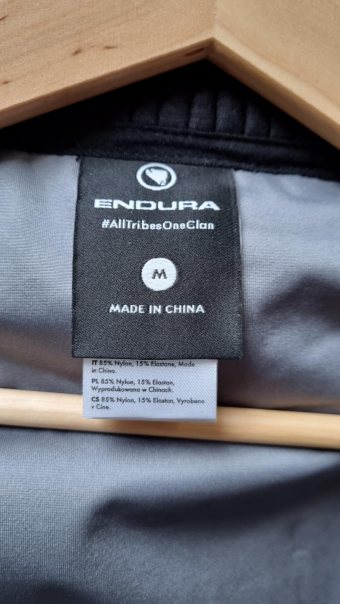 ENDURA
#AllTribesOneClan
M
MADE IN CHINA
IT 85% Nylon, 15% Elastane, Made
in China.
PL 85% Nylon, 15% Elastan,
Wyprodukowano w Chinach.
CS 85% Nylon, 15% Elastan, Vyrobeno
v Číne.